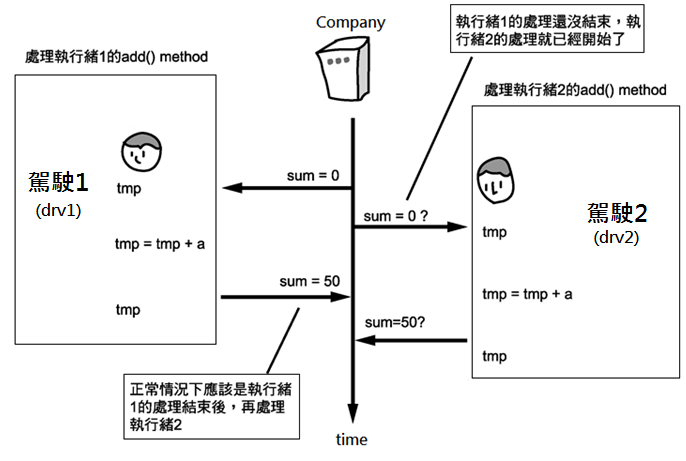 Company
執行緒1的處理還沒結束，執
行緒2的處理就已經開始了
處理執行緒1的add() method
處理執行緒2的add() method
駕駛1
(drv1)
tmp
tmp = tmp + a
tmp
sum = 0
sum = 0 ?
sum = 50
sum=50?
駕駛2
(drv2)
tmp
tmp = tmp + a
tmp
正常情況下應該是執行緒
1的處理結束後，再處理
執行緒2
time